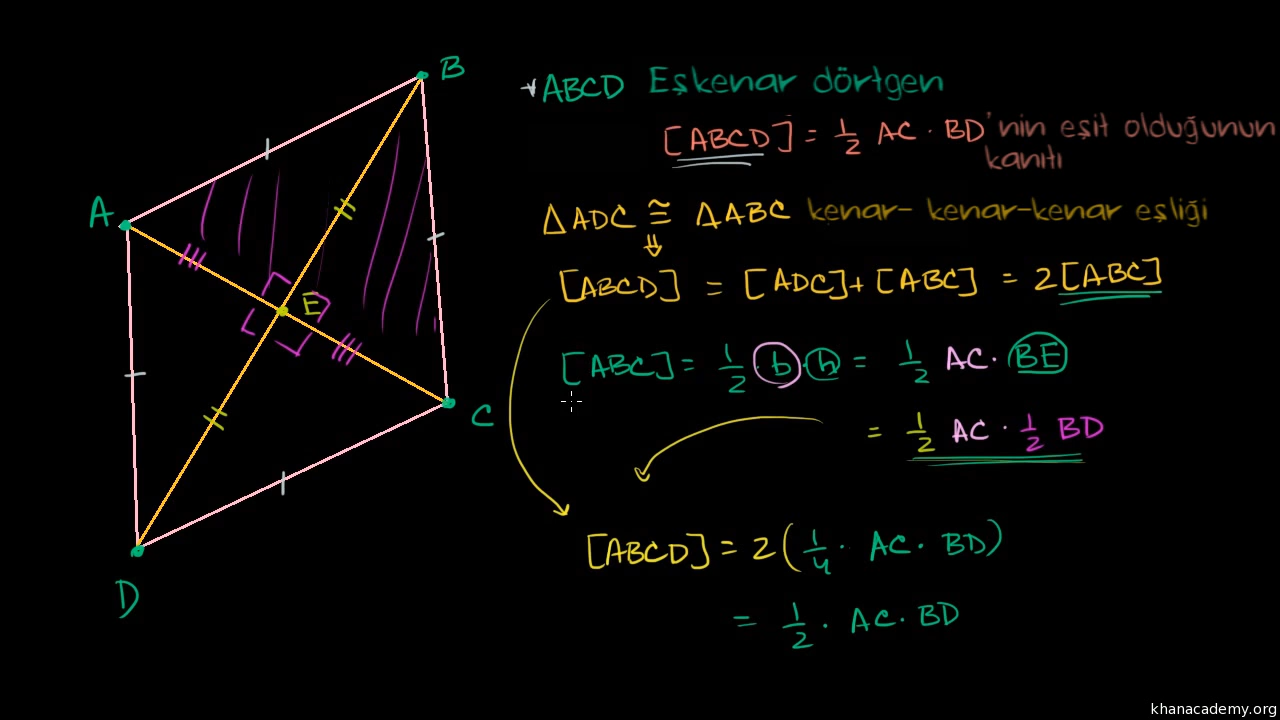 ABCD Eşkenar dörtgen
[ABCD] = 1/2 AC · BD'nin eşit olduğunun
kanıtı
ΔADC ≅ ΔABC kenar- kenar-kenar eşliği
⇓
[ABCD] = [ADC] + [ABC] = 2[ABC]
[ABC] = 1/2 · b · h = 1/2 AC · BE
= 1/2 AC · 1/2 BD
[ABCD] = 2(1/4 · AC · BD)
= 1/2 · AC · BD
B
A
E
C
D
khanacademy.org